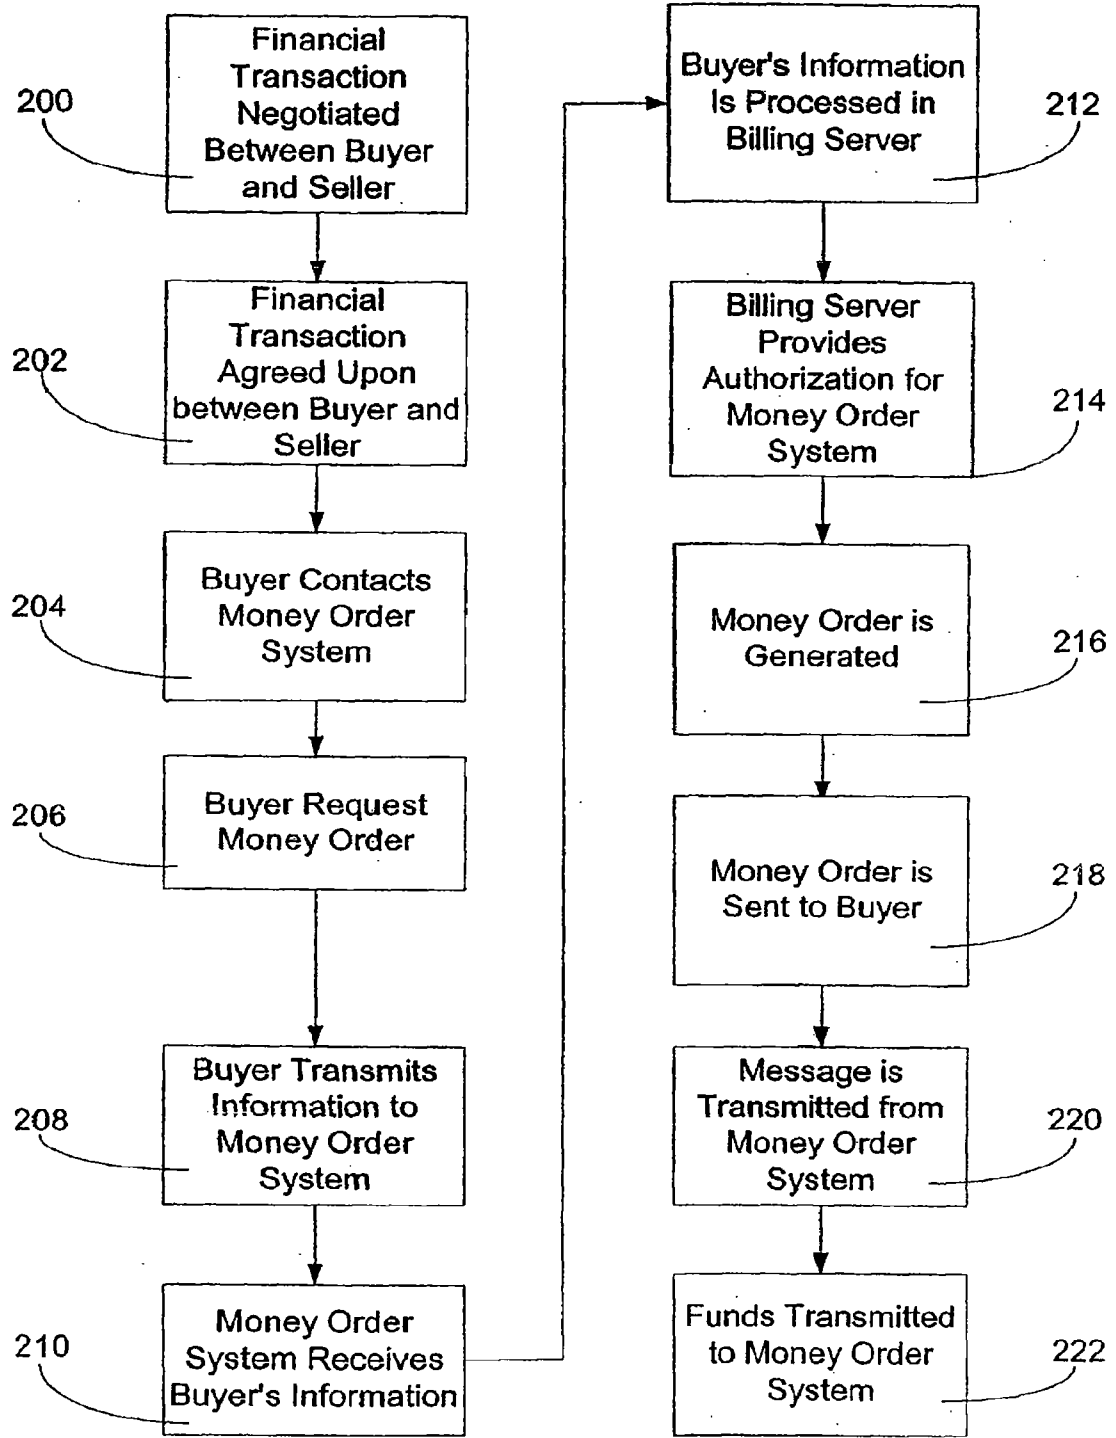 200
Financial
Transaction
Negotiated
Between Buyer
and Seller
202
Financial
Transaction
Agreed Upon
between Buyer and
Seller
204
Buyer Contacts
Money Order
System
206
Buyer Request
Money Order
208
Buyer Transmits
Information to
Money Order
System
210
Money Order
System Receives
Buyer's Information
Buyer's Information
Is Processed in
Billing Server
212
Billing Server
Provides
Authorization for
Money Order
System
214
Money Order is
Generated
216
Money Order is
Sent to Buyer
218
Message is
Transmitted from
Money Order
System
220
Funds Transmitted
to Money Order
System
222